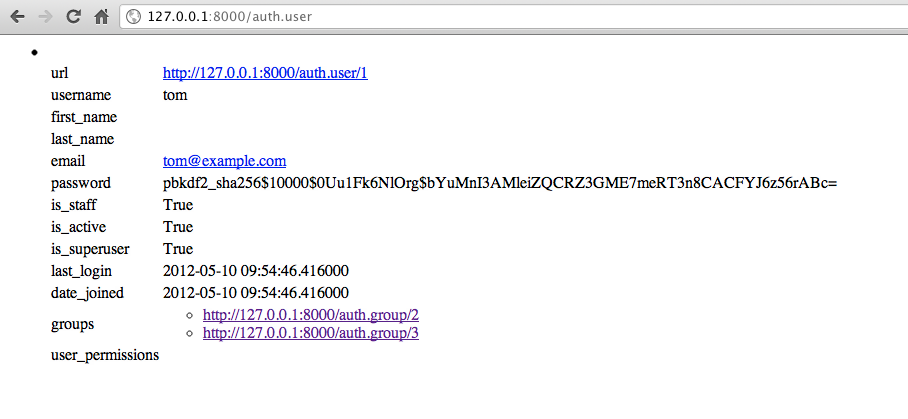 127.0.0.1:8000/auth.user
url http://127.0.0.1:8000/auth.user/1
username tom
first_name
last_name
email tom@example.com
password pbkdf2_sha256$10000$0Uu1Fk6NlOrg$bYuMnI3AMleiZQCRZ3GME7meRT3n8CACFYJ6z56rABc=
is_staff True
is_active True
is_superuser True
last_login 2012-05-10 09:54:46.416000
date_joined 2012-05-10 09:54:46.416000
groups
http://127.0.0.1:8000/auth.group/2
http://127.0.0.1:8000/auth.group/3
user_permissions